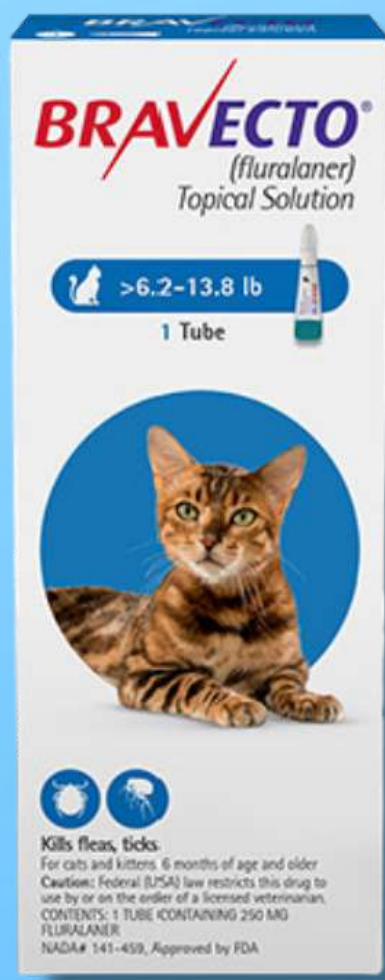 BRAVECTO®
(fluralaner)
Topical Solution
>6.2-13.8 lb
1 Tube
Kills fleas, ticks
For cats and kittens 6 months of age and older
Caution: Federal (USA) law restricts this drug to
use by or on the order of a licensed veterinarian.
CONTENTS: 1 TUBE CONTAINING 250 MG
FLURALANER
NADA# 141-459, Approved by FDA